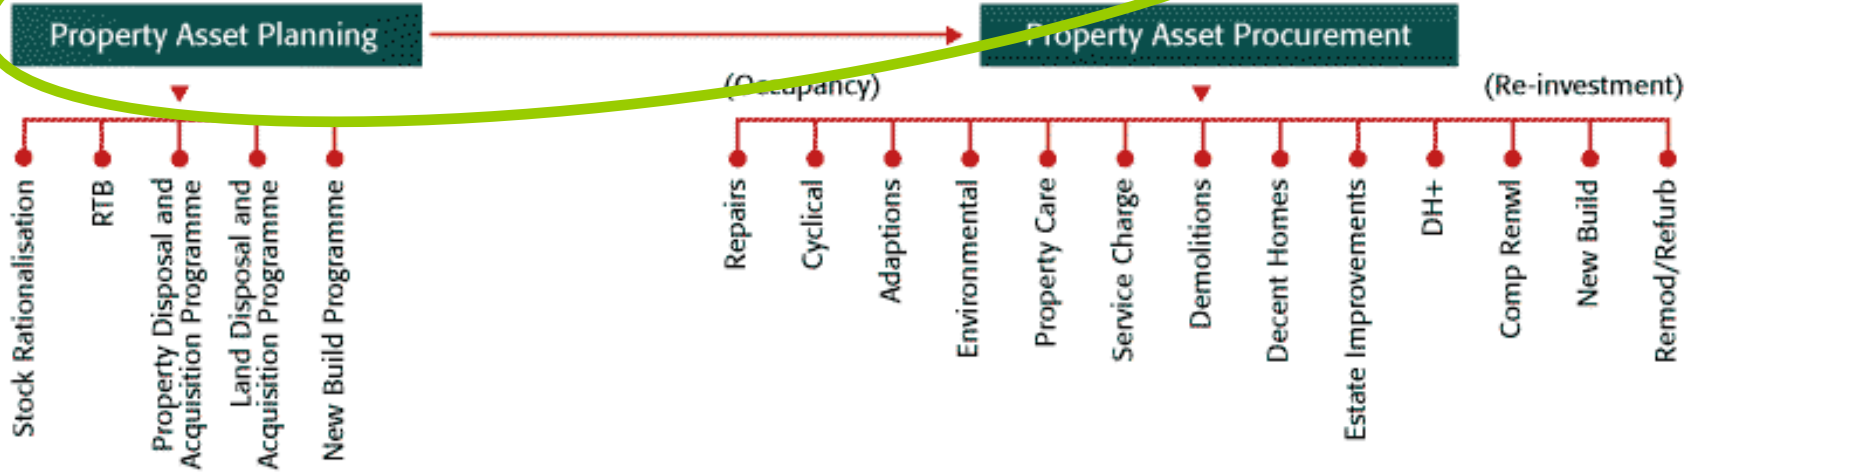 Property Asset Planning
Property Asset Procurement
(Occupancy)
(Re-investment)
Stock Rationalisation
RTB
Property Disposal and
Acquisition Programme
Land Disposal and
Acquisition Programme
New Build Programme
Repairs
Cyclical
Adaptions
Environmental
Property Care
Service Charge
Demolitions
Decent Homes
Estate Improvements
DH+
Comp Renwl
New Build
Remod/Refurb